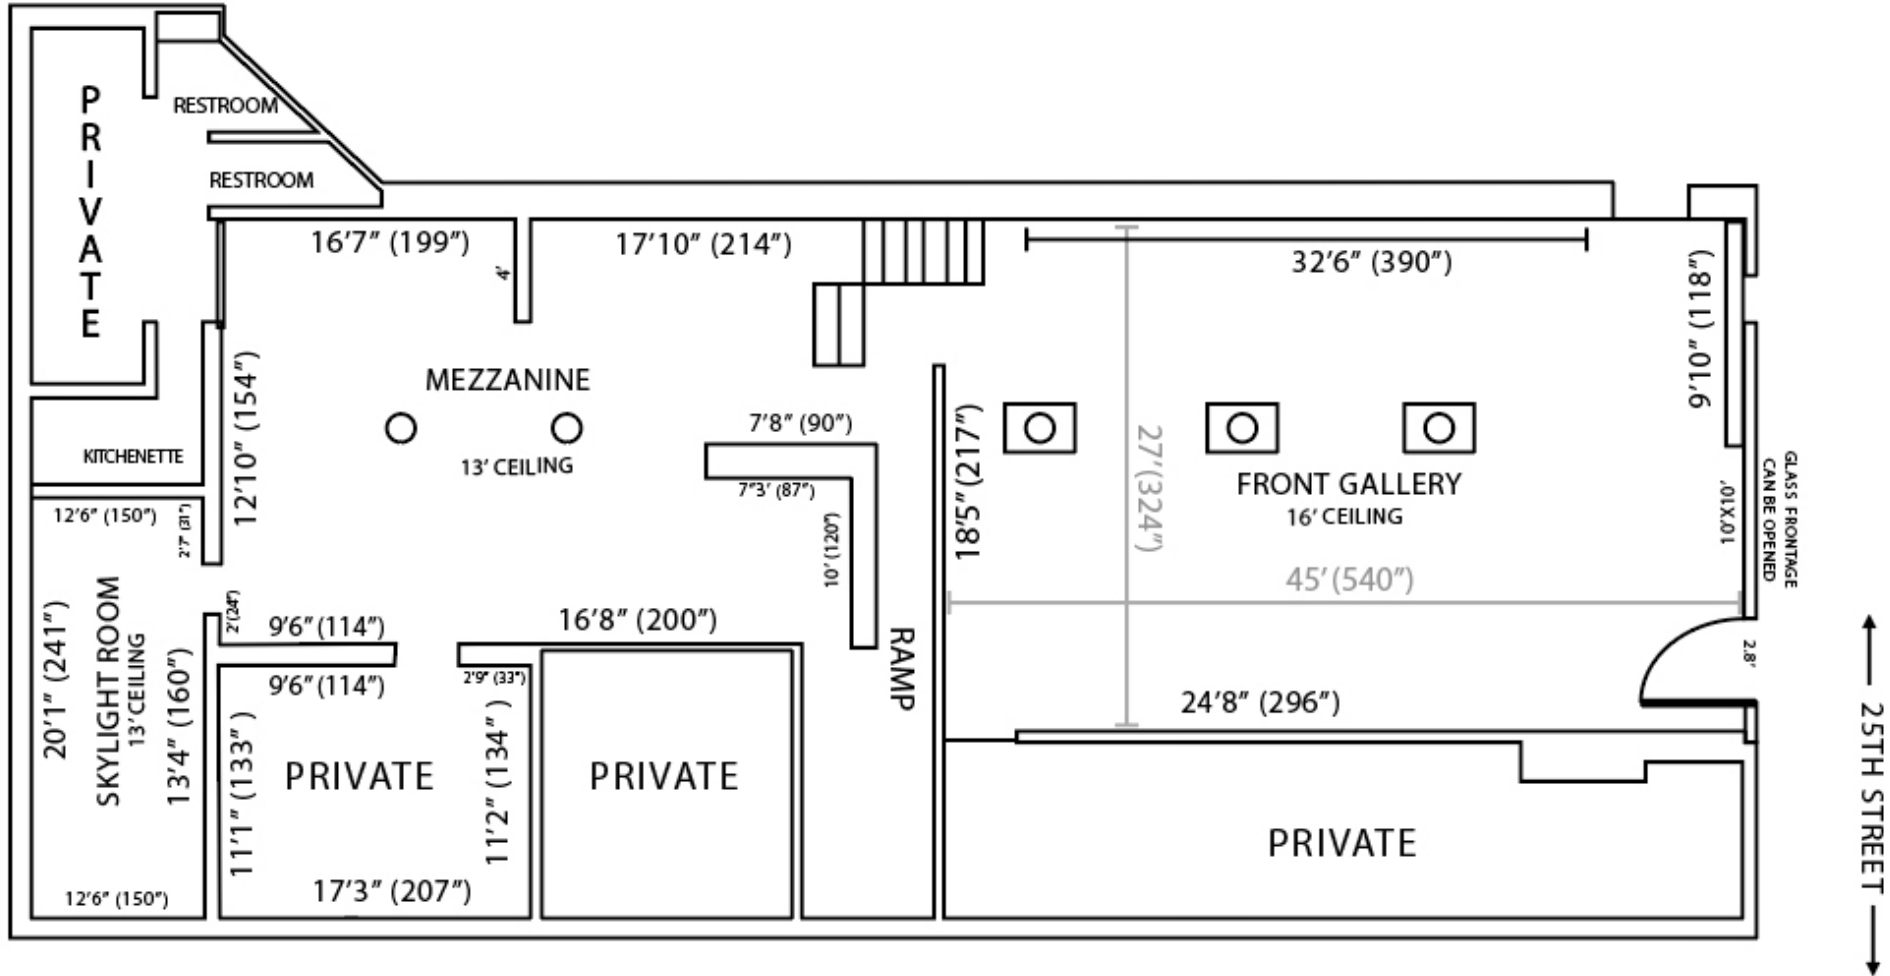 PRIVATE
RESTROOM
RESTROOM
16'7" (199")
4'
17'10" (214")
32'6" (390")
9'10" (118")
MEZZANINE
13' CEILING
12'10" (154")
KITCHENETTE
7'8" (90")
7"3' (87")
10' (120")
18'5" (217")
27' (324")
FRONT GALLERY
16' CEILING
10'X10'
GLASS FRONTAGE
CAN BE OPENED
45' (540")
12'6" (150")
2'7" (31")
20'1" (241")
SKYLIGHT ROOM
13' CEILING
13'4" (160")
12'6" (150")
2' (24")
9'6" (114")
9'6" (114")
16'8" (200")
2'9" (33")
11'1" (133")
PRIVATE
11'2" (134")
17'3" (207")
PRIVATE
RAMP
24'8" (296")
2.8'
PRIVATE
25TH STREET